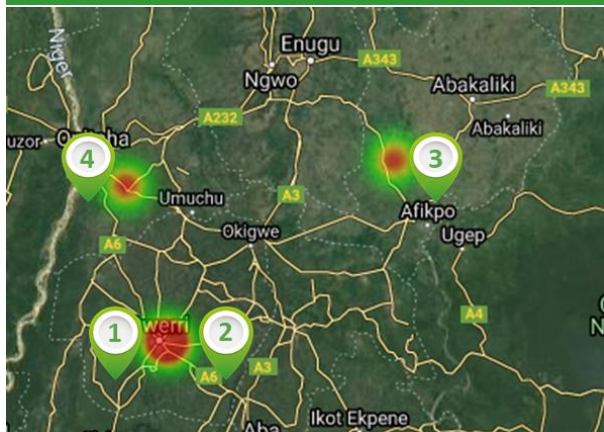 Niger
Enugu
Ngwo
A343
Abakaliki
A343
A232
Abakaliki
4
3
Umuchu
A3
Afikpo
Okigwe
Ugep
A6
A4
1
2
A6
A3
Aba
Ikot Ekpene